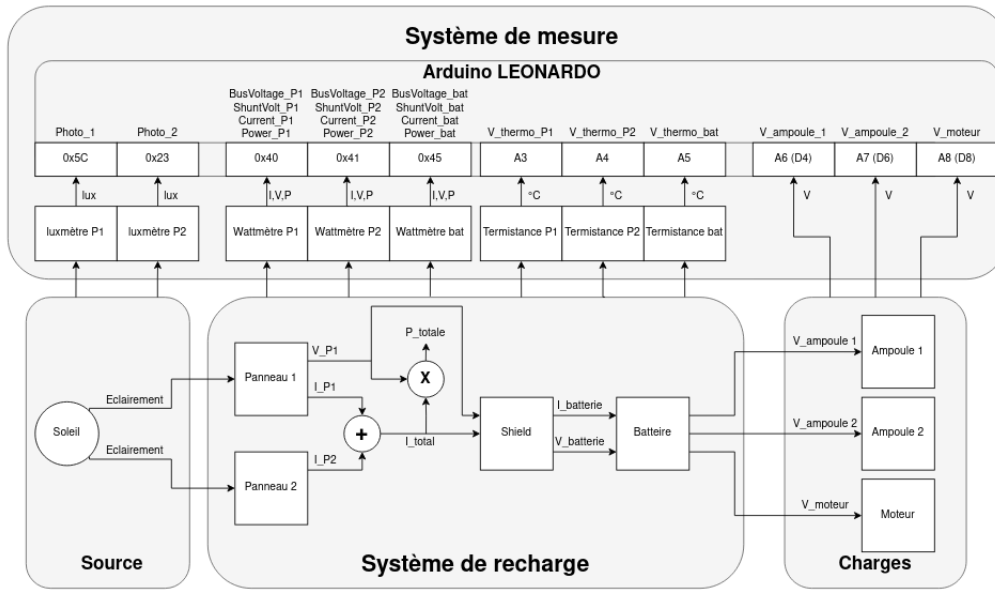 Système de mesure
Arduino LEONARDO
BusVoltage_P1
ShuntVolt_P1
Current_P1
Power_P1
BusVoltage_P2
ShuntVolt_P2
Current_P2
Power_P2
BusVoltage_bat
ShuntVolt_bat
Current_bat
Power_bat
Photo_1
Photo_2
V_thermo_P1
V_thermo_P2
V_thermo_bat
V_ampoule_1
V_ampoule_2
V_moteur
0x5C
0x23
0x40
0x41
0x45
A3
A4
A5
A6 (D4)
A7 (D6)
A8 (D8)
lux
lux
I,V,P
I,V,P
I,V,P
°C
°C
°C
V
V
V
luxmètre P1
luxmètre P2
Wattmètre P1
Wattmètre P2
Wattmètre bat
Termistance P1
Termistance P2
Termistance bat
Soleil
Eclairement
Eclairement
Source
Panneau 1
Panneau 2
V_P1
I_P1
I_P2
P_totale
X
+
I_total
Shield
I_batterie
V_batterie
Batteire
Système de recharge
V_ampoule 1
V_ampoule 2
V_moteur
Ampoule 1
Ampoule 2
Moteur
Charges